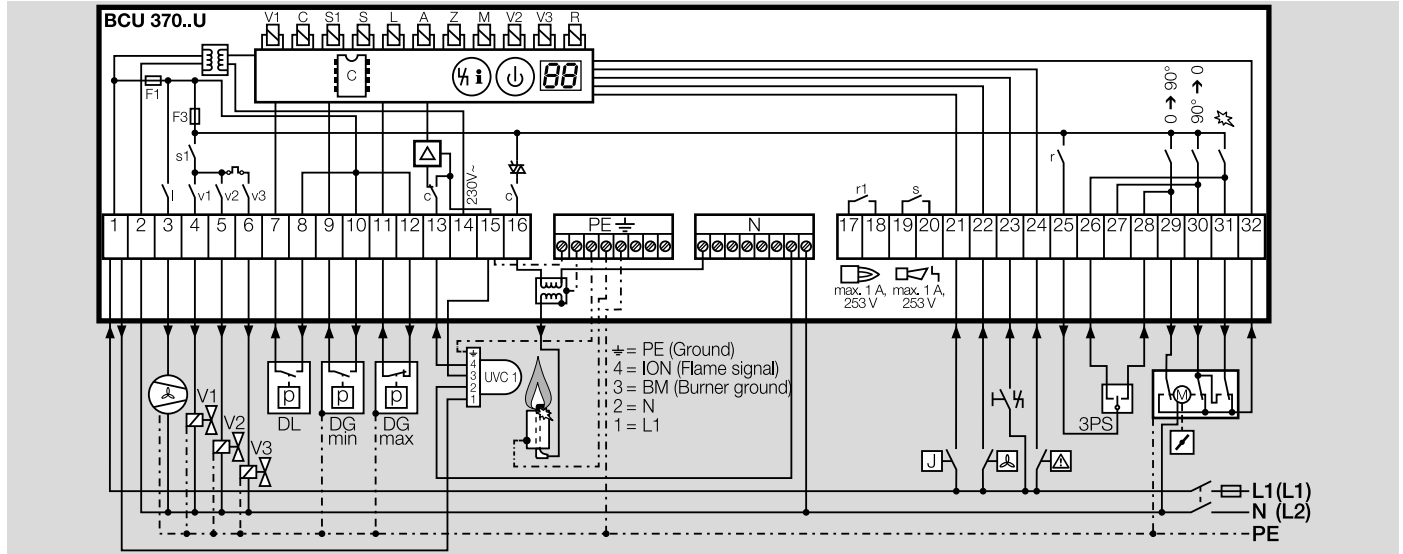 BCU 370..U
V1 C S1 S L A Z M V2 V3 R
C i 88
0 → 90°
90° → 0
F1
F3
s1
l v1 v2 v3
c
230V~
c
r
r1 s
1 2 3 4 5 6 7 8 9 10 11 12 13 14 15 16
PE
N
17 18 19 20 21 22 23 24 25 26 27 28 29 30 31 32
max. 1 A,
253 V
max. 1 A,
253 V
V1
V2
V3
p
DL
p
DG
min
p
DG
max
4
3
2
1
UVC 1
= PE (Ground)
4 = ION (Flame signal)
3 = BM (Burner ground)
2 = N
1 = L1
J
3PS
M
L1(L1)
N (L2)
PE